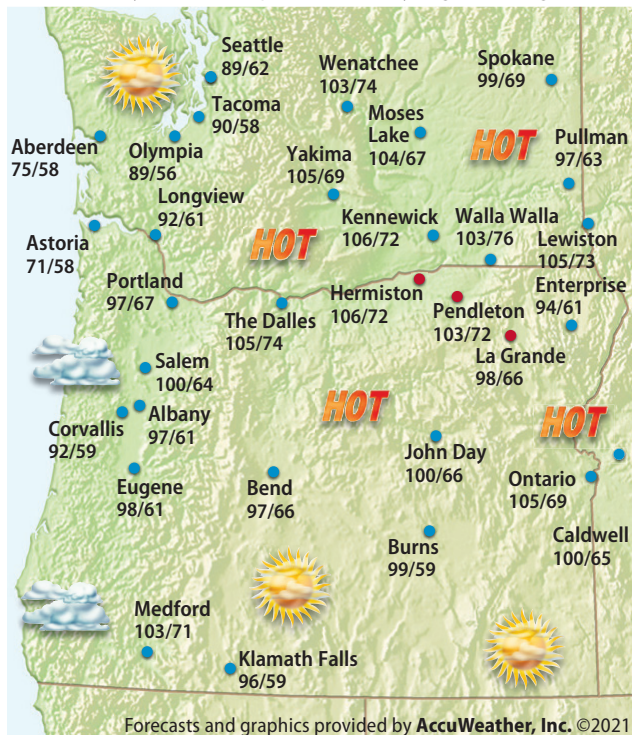 Seattle
89/62
Wenatchee
103/74
Spokane
99/69
Tacoma
90/58
Moses
Lake
104/67
HOT
Aberdeen
75/58
Olympia
89/56
Yakima
105/69
Pullman
97/63
Longview
92/61
Kennewick
106/72
Walla Walla
103/76
Lewiston
105/73
Astoria
71/58
HOT
Portland
97/67
The Dalles
105/74
Hermiston
106/72
Pendleton
103/72
Enterprise
94/61
La Grande
98/66
Salem
100/64
HOT
HOT
Corvallis
92/59
Albany
97/61
John Day
100/66
Eugene
98/61
Bend
97/66
Ontario
105/69
Burns
99/59
Caldwell
100/65
Medford
103/71
Klamath Falls
96/59
Forecasts and graphics provided by AccuWeather, Inc. ©2021